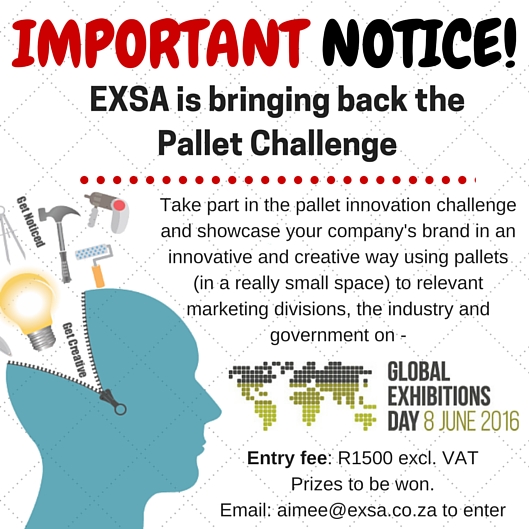 IMPORTANT NOTICE!
EXSA is bringing back the
Pallet Challenge
Get Noticed
Get Creative
Take part in the pallet innovation challenge
and showcase your company's brand in an
innovative and creative way using pallets
(in a really small space) to relevant
marketing divisions, the industry and
government on -
GLOBAL
EXHIBITIONS
DAY 8 JUNE 2016
Entry fee: R1500 excl. VAT
Prizes to be won.
Email: aimee@exsa.co.za to enter